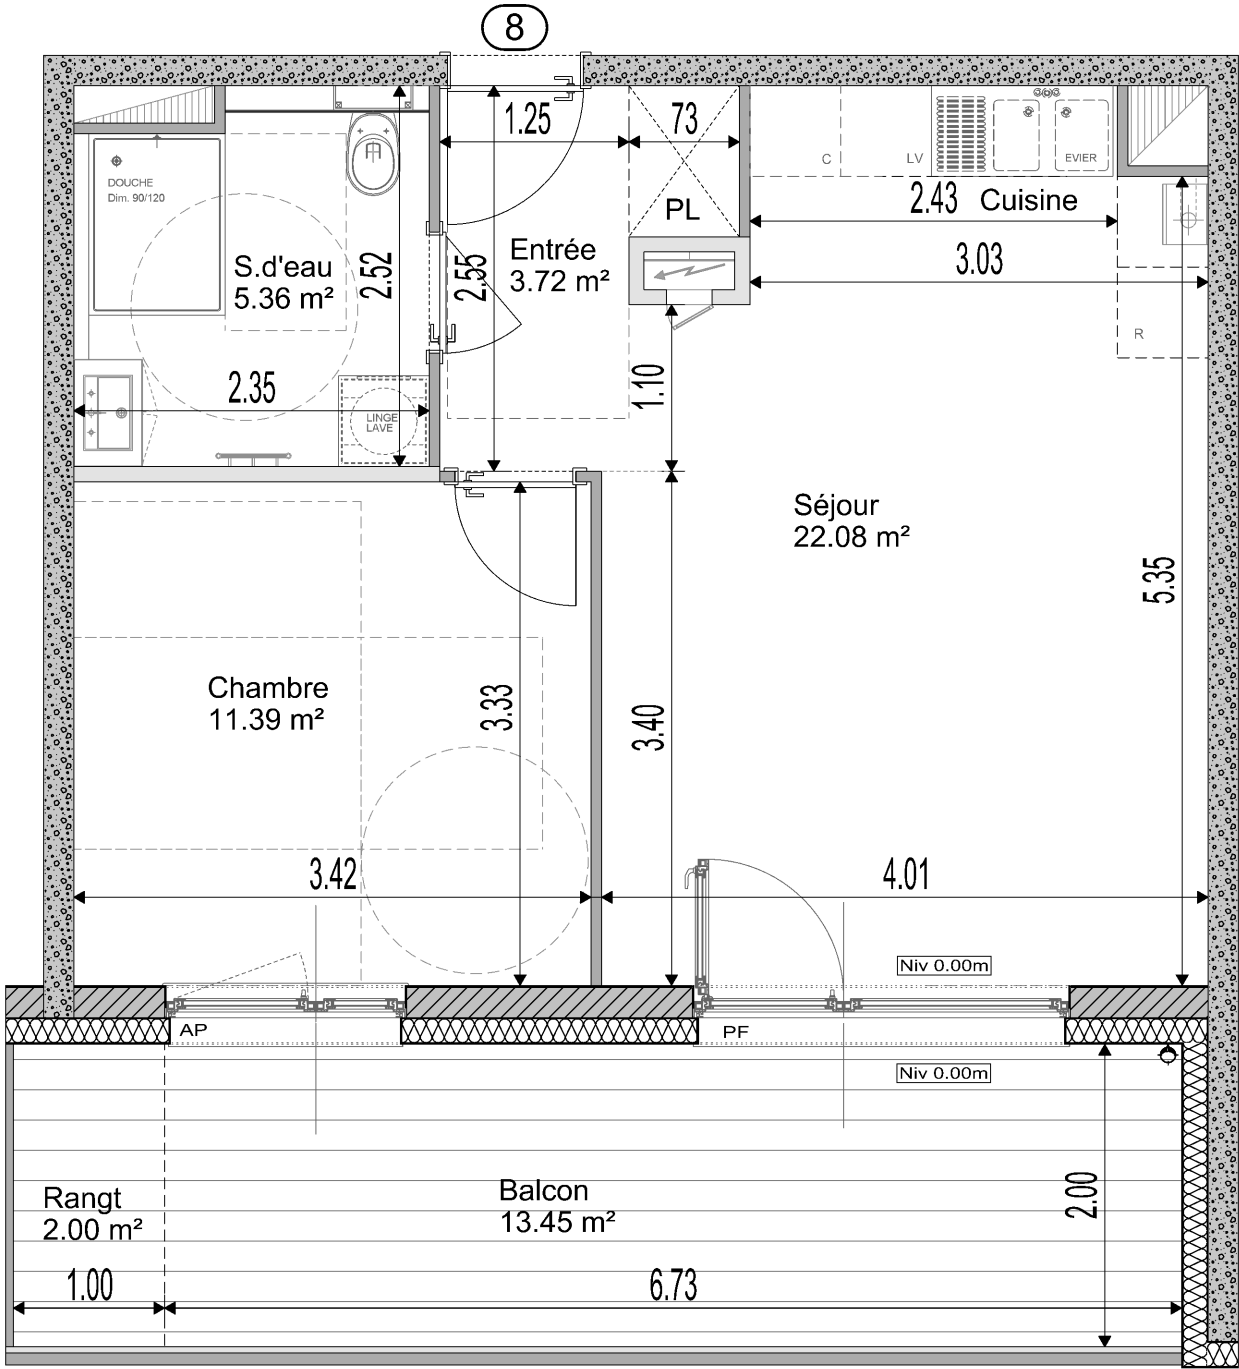 8
1.25
73
DOUCHE
Dim. 90/120
C
LV
EVIER
PL
2.43
Cuisine
S.d'eau
5.36 m²
2.52
2.55
Entrée
3.72 m²
3.03
R
2.35
LINGE
LAVE
1.10
Séjour
22.08 m²
5.35
Chambre
11.39 m²
3.33
3.40
3.42
4.01
Niv 0.00m
AP
PF
Niv 0.00m
Rangt
2.00 m²
Balcon
13.45 m²
2.00
1.00
6.73